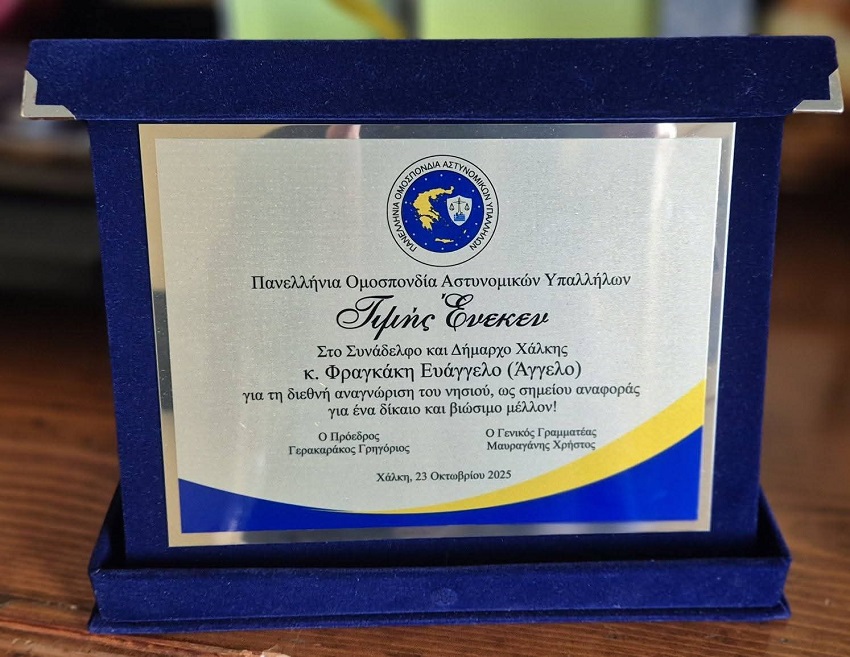 ΠΑΝΕΛΛΗΝΙΑ ΟΜΟΣΠΟΝΔΙΑ ΑΣΤΥΝΟΜΙΚΩΝ ΥΠΑΛΛΗΛΩΝ
Πανελλήνια Ομοσπονδία Αστυνομικών Υπαλλήλων
Τιμής Ένεκεν
Στο Συνάδελφο και Δήμαρχο Χάλκης
κ. Φραγκάκη Ευάγγελο (Άγγελο)
για τη διεθνή αναγνώριση του νησιού, ως σημείου αναφοράς
για ένα δίκαιο και βιώσιμο μέλλον!
Ο Πρόεδρος
Γερακαράκος Γρηγόριος
Ο Γενικός Γραμματέας
Μαυραγάνης Χρήστος
Χάλκη, 23 Οκτωβρίου 2025